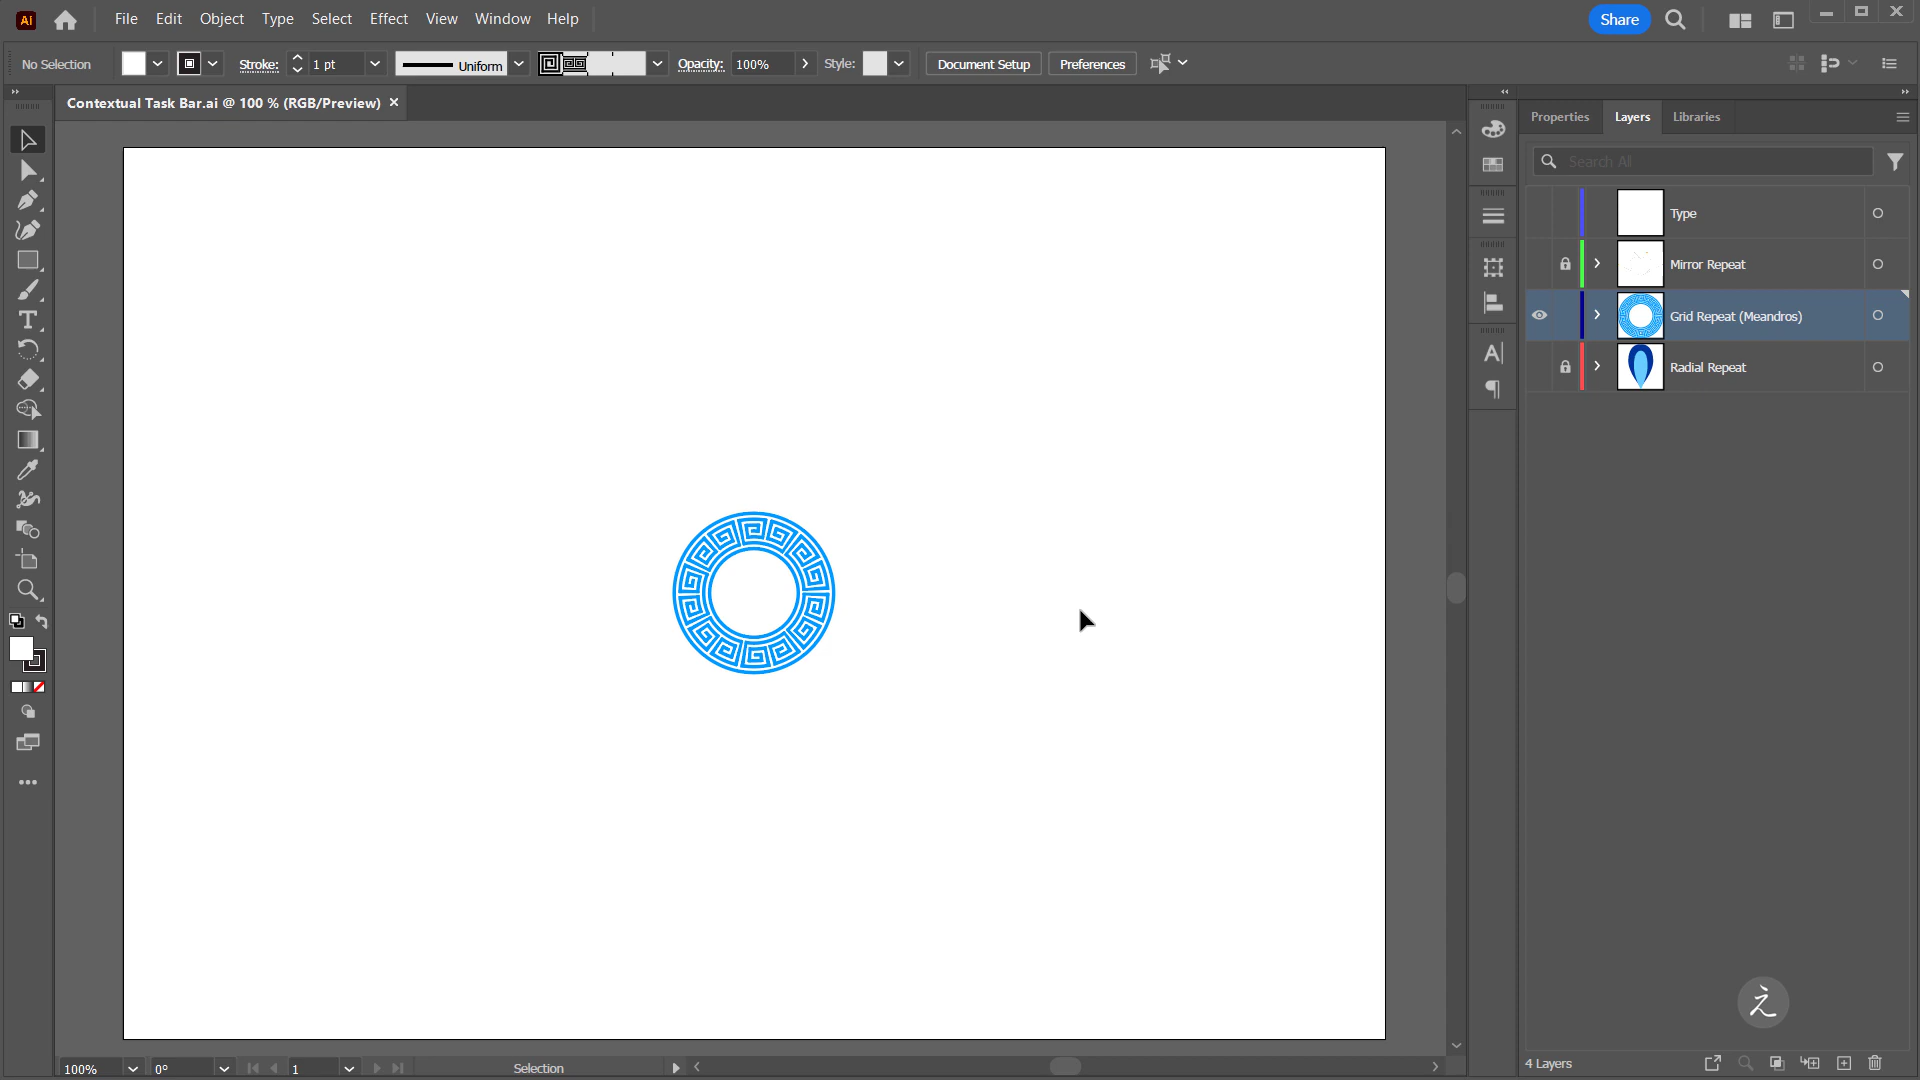 Ai File Edit Object Type Select Effect View Window Help Share
No Selection Stroke: 1 pt Uniform Opacity: 100% Style: Document Setup Preferences
Contextual Task Bar.ai @ 100 % (RGB/Preview) ×
Properties Layers Libraries
Search All
Type
Mirror Repeat
Grid Repeat (Meandros)
Radial Repeat
之
4 Layers
100% 0° 1 Selection